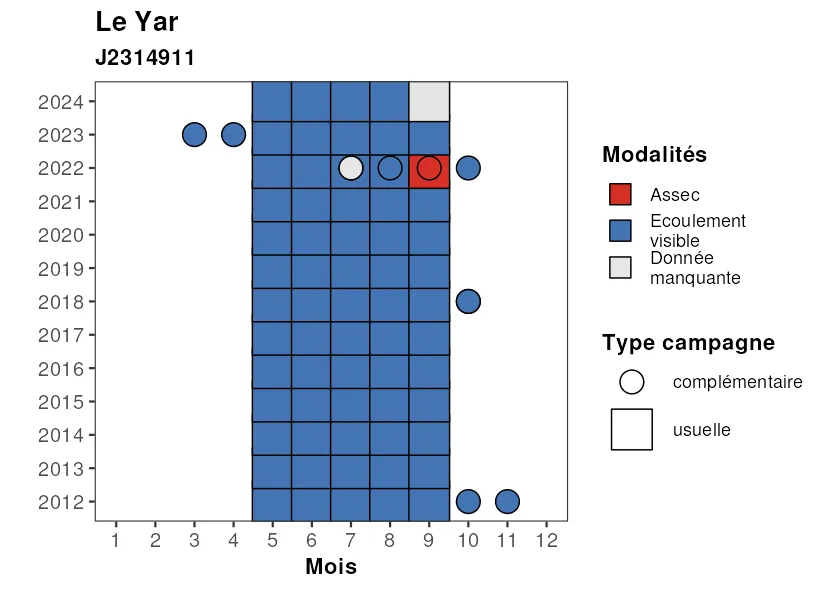 Le Yar
J2314911
2024
2023
2022
2021
2020
2019
2018
2017
2016
2015
2014
2013
2012
1 2 3 4 5 6 7 8 9 10 11 12
Mois
Modalités
Assec
Ecoulement
visible
Donnée
manquante
Type campagne
complémentaire
usuelle